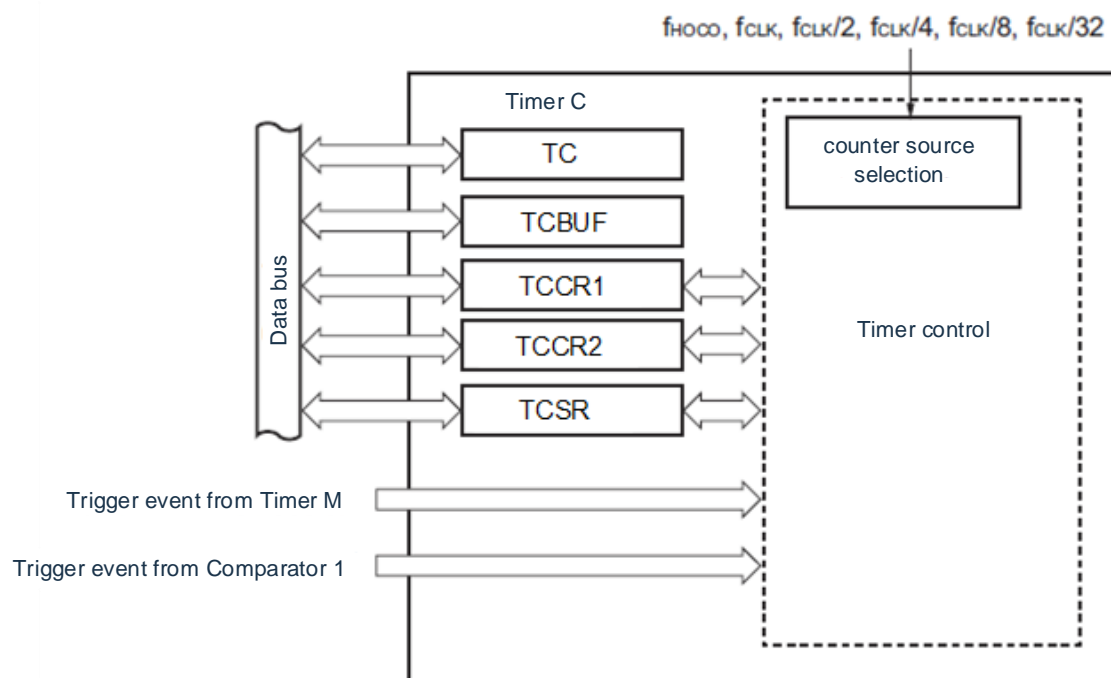 fHOCO, fCLK, fCLK/2, fCLK/4, fCLK/8, fCLK/32
Timer C
counter source
selection
TC
TCBUF
TCCR1
TCCR2
TCSR
Data bus
Timer control
Trigger event from Timer M
Trigger event from Comparator 1